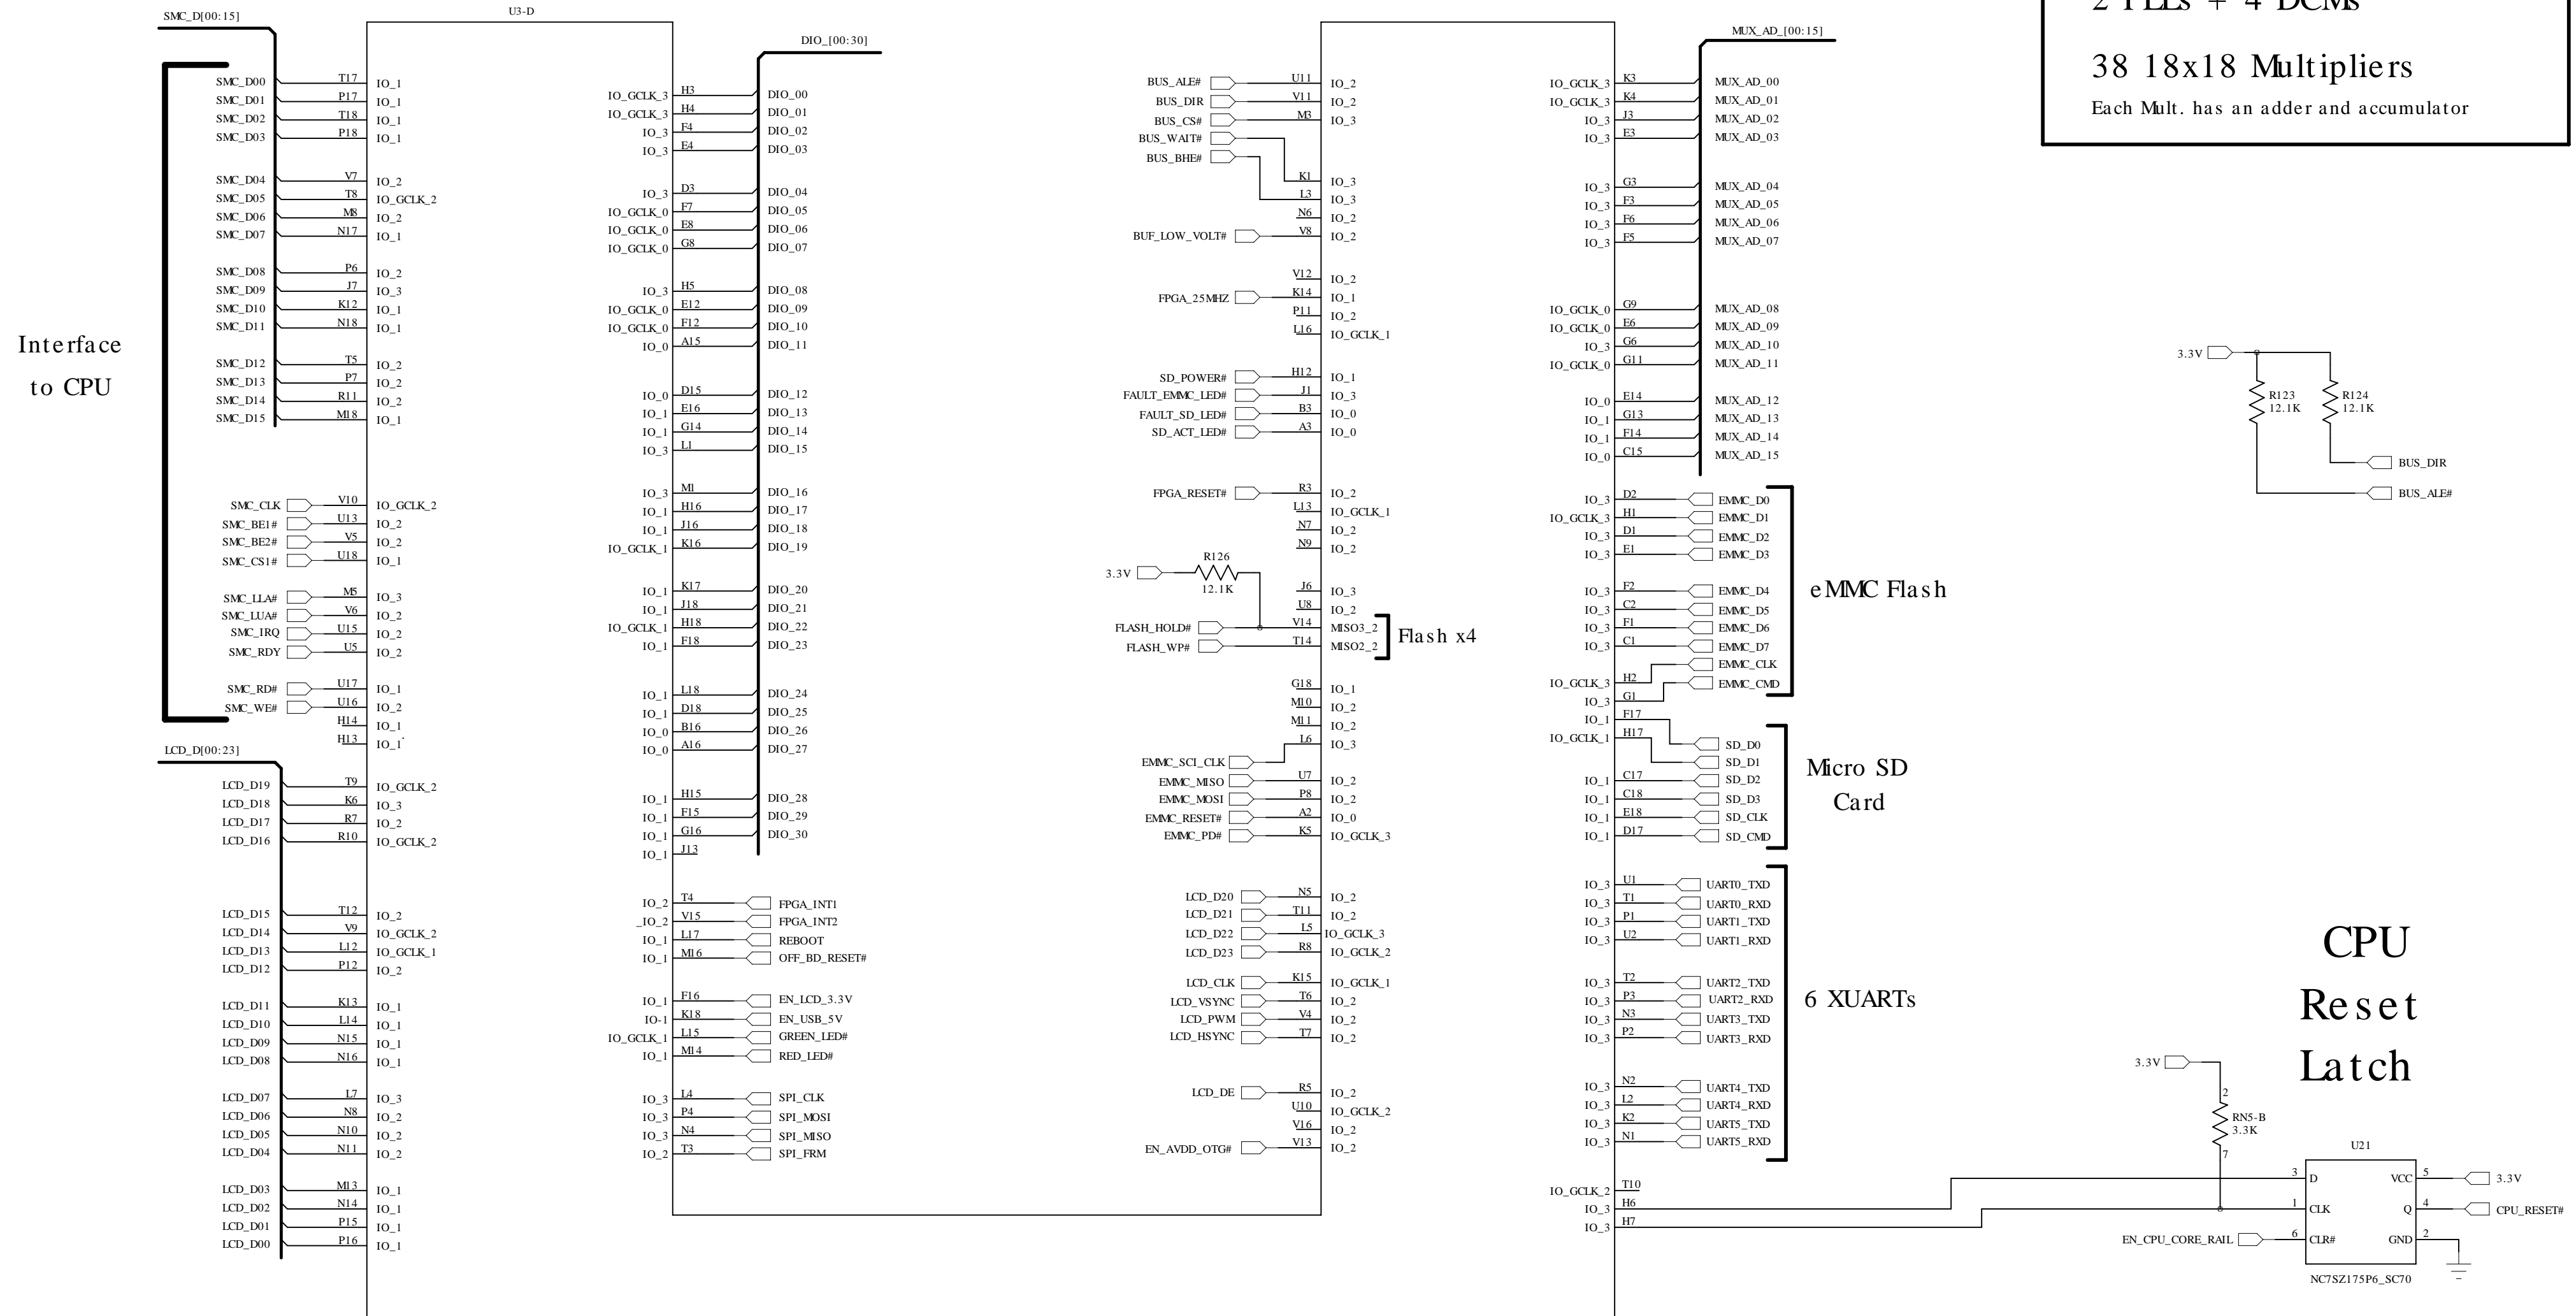 SMC_D[00:15]
U3-D
DIO_[00:30]
MUX_AD_[00:15]
38 18x18 Multipliers
Each Mult. has an adder and accumulator
Interface
to CPU
SMC_D00 T17 IO_1
SMC_D01 P17 IO_1
SMC_D02 T18 IO_1
SMC_D03 P18 IO_1
SMC_D04 V7 IO_2
SMC_D05 T8 IO_GCLK_2
SMC_D06 M8 IO_2
SMC_D07 N17 IO_1
SMC_D08 P6 IO_2
SMC_D09 J7 IO_3
SMC_D10 K12 IO_1
SMC_D11 N18 IO_1
SMC_D12 T5 IO_2
SMC_D13 P7 IO_2
SMC_D14 R11 IO_2
SMC_D15 M18 IO_1
SMC_CLK V10 IO_GCLK_2
SMC_BE1# U13 IO_2
SMC_BE2# V5 IO_2
SMC_CS1# U18 IO_1
SMC_LLA# M5 IO_3
SMC_LUA# V6 IO_2
SMC_IRQ U15 IO_2
SMC_RDY U5 IO_2
SMC_RD# U17 IO_1
SMC_WE# U16 IO_2
H14 IO_1
H13 IO_1
LCD_D[00:23]
LCD_D19 T9 IO_GCLK_2
LCD_D18 K6 IO_3
LCD_D17 R7 IO_2
LCD_D16 R10 IO_GCLK_2
LCD_D15 T12 IO_2
LCD_D14 V9 IO_GCLK_2
LCD_D13 L12 IO_GCLK_1
LCD_D12 P12 IO_2
LCD_D11 K13 IO_1
LCD_D10 L14 IO_1
LCD_D09 N15 IO_1
LCD_D08 N16 IO_1
LCD_D07 L7 IO_3
LCD_D06 N8 IO_2
LCD_D05 N10 IO_2
LCD_D04 N11 IO_2
LCD_D03 M13 IO_1
LCD_D02 N14 IO_1
LCD_D01 P15 IO_1
LCD_D00 P16 IO_1
IO_GCLK_3 H3 DIO_00
IO_GCLK_3 H4 DIO_01
IO_3 F4 DIO_02
IO_3 E4 DIO_03
IO_3 D3 DIO_04
IO_GCLK_0 F7 DIO_05
IO_GCLK_0 E8 DIO_06
IO_GCLK_0 G8 DIO_07
IO_3 H5 DIO_08
IO_GCLK_0 E12 DIO_09
IO_GCLK_0 F12 DIO_10
IO_0 A15 DIO_11
IO_0 D15 DIO_12
IO_1 E16 DIO_13
IO_1 G14 DIO_14
IO_3 L1 DIO_15
IO_3 M1 DIO_16
IO_1 H16 DIO_17
IO_1 J16 DIO_18
IO_GCLK_1 K16 DIO_19
IO_1 K17 DIO_20
IO_1 J18 DIO_21
IO_GCLK_1 H18 DIO_22
IO_1 F18 DIO_23
IO_1 L18 DIO_24
IO_1 D18 DIO_25
IO_0 B16 DIO_26
IO_0 A16 DIO_27
IO_1 H15 DIO_28
IO_1 F15 DIO_29
IO_1 G16 DIO_30
IO_1 J13
IO_2 T4 FPGA_INT1
_IO_2 V15 FPGA_INT2
IO_1 L17 REBOOT
IO_1 M16 OFF_BD_RESET#
IO_1 F16 EN_LCD_3.3V
IO-1 K18 EN_USB_5V
IO_GCLK_1 L15 GREEN_LED#
IO_1 M14 RED_LED#
IO_3 L4 SPI_CLK
IO_3 P4 SPI_MOSI
IO_3 N4 SPI_MISO
IO_2 T3 SPI_FRM
BUS_ALE# U11 IO_2
BUS_DIR V11 IO_2
BUS_CS# M3 IO_3
BUS_WAIT#
BUS_BHE#
K1 IO_3
L3 IO_3
N6 IO_2
BUF_LOW_VOLT# V8 IO_2
V12 IO_2
FPGA_25MHZ K14 IO_1
P11 IO_2
L16 IO_GCLK_1
SD_POWER# H12 IO_1
FAULT_EMMC_LED# J1 IO_3
FAULT_SD_LED# B3 IO_0
SD_ACT_LED# A3 IO_0
FPGA_RESET# R3 IO_2
L13 IO_GCLK_1
N7 IO_2
N9 IO_2
R126
3.3V
12.1K
J6 IO_3
U8 IO_2
FLASH_HOLD# V14 MISO3_2
FLASH_WP# T14 MISO2_2
Flash x4
G18 IO_1
M10 IO_2
M11 IO_2
L6 IO_3
EMMC_SCI_CLK
EMMC_MISO U7 IO_2
EMMC_MOSI P8 IO_2
EMMC_RESET# A2 IO_0
EMMC_PD# K5 IO_GCLK_3
LCD_D20 N5 IO_2
LCD_D21 T11 IO_2
LCD_D22 L5 IO_GCLK_3
LCD_D23 R8 IO_GCLK_2
LCD_CLK K15 IO_GCLK_1
LCD_VSYNC T6 IO_2
LCD_PWM V4 IO_2
LCD_HSYNC T7 IO_2
LCD_DE R5 IO_2
U10 IO_GCLK_2
V16 IO_2
EN_AVDD_OTG# V13 IO_2
IO_GCLK_3 K3 MUX_AD_00
IO_GCLK_3 K4 MUX_AD_01
IO_3 J3 MUX_AD_02
IO_3 E3 MUX_AD_03
IO_3 G3 MUX_AD_04
IO_3 F3 MUX_AD_05
IO_3 F6 MUX_AD_06
IO_3 F5 MUX_AD_07
IO_GCLK_0 G9 MUX_AD_08
IO_GCLK_0 E6 MUX_AD_09
IO_3 G6 MUX_AD_10
IO_GCLK_0 G11 MUX_AD_11
IO_0 E14 MUX_AD_12
IO_1 G13 MUX_AD_13
IO_1 F14 MUX_AD_14
IO_0 C15 MUX_AD_15
IO_3 D2 EMMC_D0
IO_GCLK_3 H1 EMMC_D1
IO_3 D1 EMMC_D2
IO_3 E1 EMMC_D3
IO_3 F2 EMMC_D4
IO_3 C2 EMMC_D5
IO_3 F1 EMMC_D6
IO_3 C1 EMMC_D7
EMMC_CLK
IO_GCLK_3 H2 EMMC_CMD
IO_3 G1
eMMC Flash
IO_1 F17
IO_GCLK_1 H17 SD_D0
SD_D1
IO_1 C17 SD_D2
IO_1 C18 SD_D3
IO_1 E18 SD_CLK
IO_1 D17 SD_CMD
Micro SD
Card
IO_3 U1 UART0_TXD
IO_3 T1 UART0_RXD
IO_3 P1 UART1_TXD
IO_3 U2 UART1_RXD
IO_3 T2 UART2_TXD
IO_3 P3 UART2_RXD
IO_3 N3 UART3_TXD
IO_3 P2 UART3_RXD
IO_3 N2 UART4_TXD
IO_3 L2 UART4_RXD
IO_3 K2 UART5_TXD
IO_3 N1 UART5_RXD
6 XUARTs
IO_GCLK_2 T10
IO_3 H6
IO_3 H7
3.3V
R123 R124
12.1K 12.1K
BUS_DIR
BUS_ALE#
CPU
Reset
Latch
3.3V
2
RN5-B
3.3K
7
U21
3 D VCC 5 3.3V
1 CLK Q 4 CPU_RESET#
EN_CPU_CORE_RAIL 6 CLR# GND 2
NC7SZ175P6_SC70